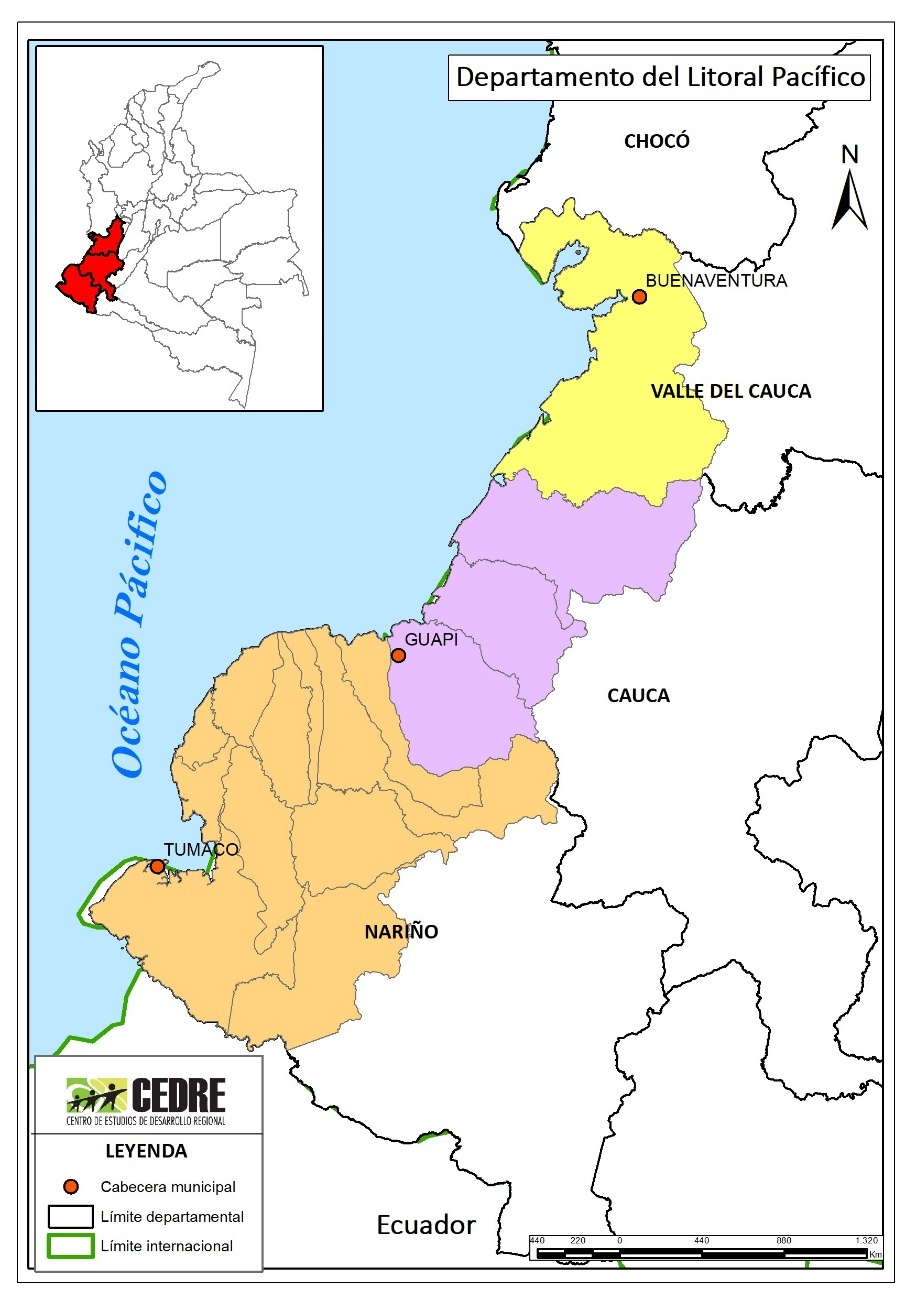 Departamento del Litoral Pacífico
CHOCÓ
N
BUENAVENTURA
VALLE DEL CAUCA
Océano Pácifico
GUAPI
CAUCA
TUMACO
NARIÑO
CEDRE
CENTRO DE ESTUDIOS DE DESARROLLO REGIONAL
LEYENDA
Cabecera municipal
Límite departamental
Límite internacional
Ecuador
440 220 0 440 880 1.320
Km